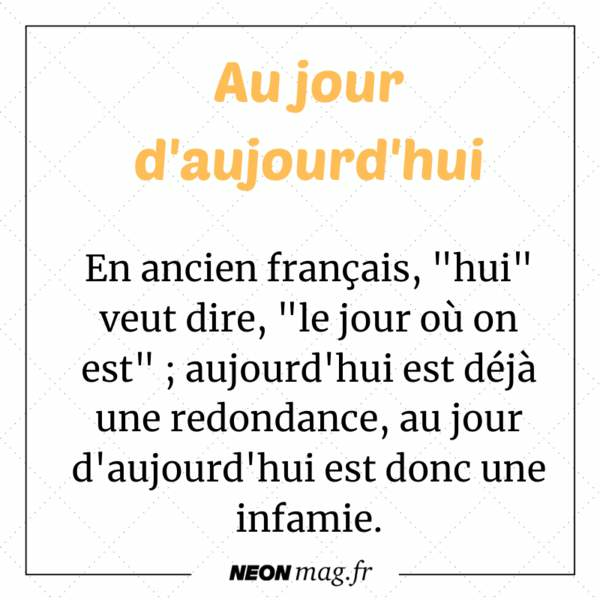 Au jour
d'aujourd'hui
En ancien français, "hui"
veut dire, "le jour où on
est" ; aujourd'hui est déjà
une redondance, au jour
d'aujourd'hui est donc une
infamie.
NEON mag.fr